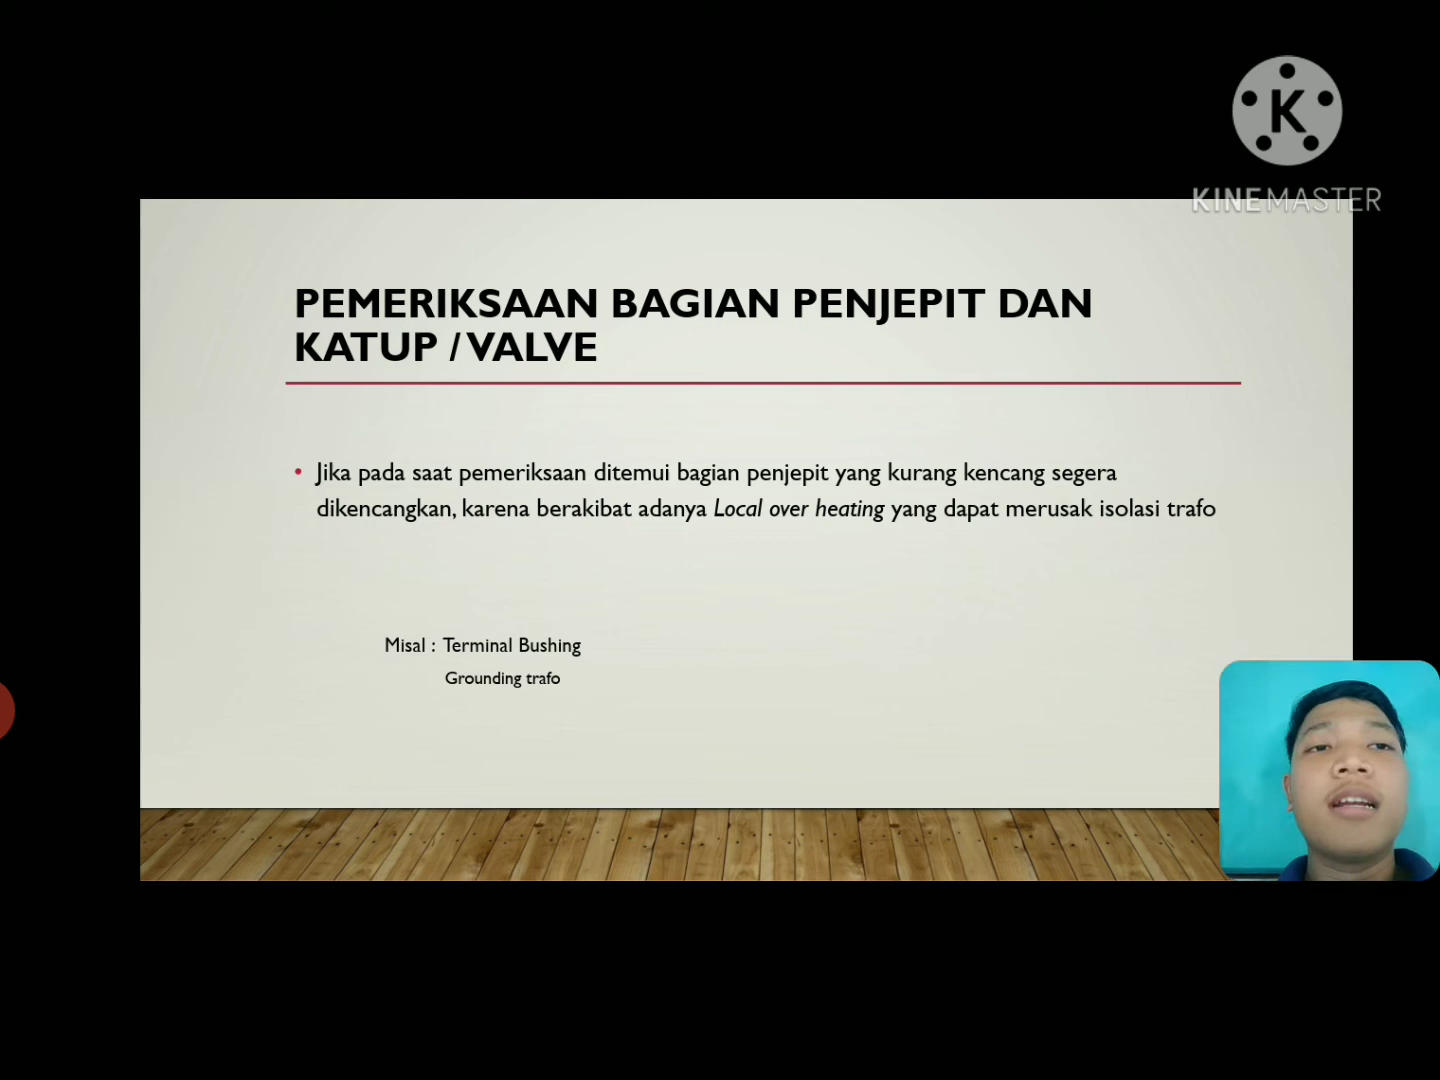 K
KINEMASTER
PEMERIKSAAN BAGIAN PENJEPIT DAN
KATUP / VALVE
• Jika pada saat pemeriksaan ditemui bagian penjepit yang kurang kencang segera
dikencangkan, karena berakibat adanya Local over heating yang dapat merusak isolasi trafo
Misal : Terminal Bushing
Grounding trafo